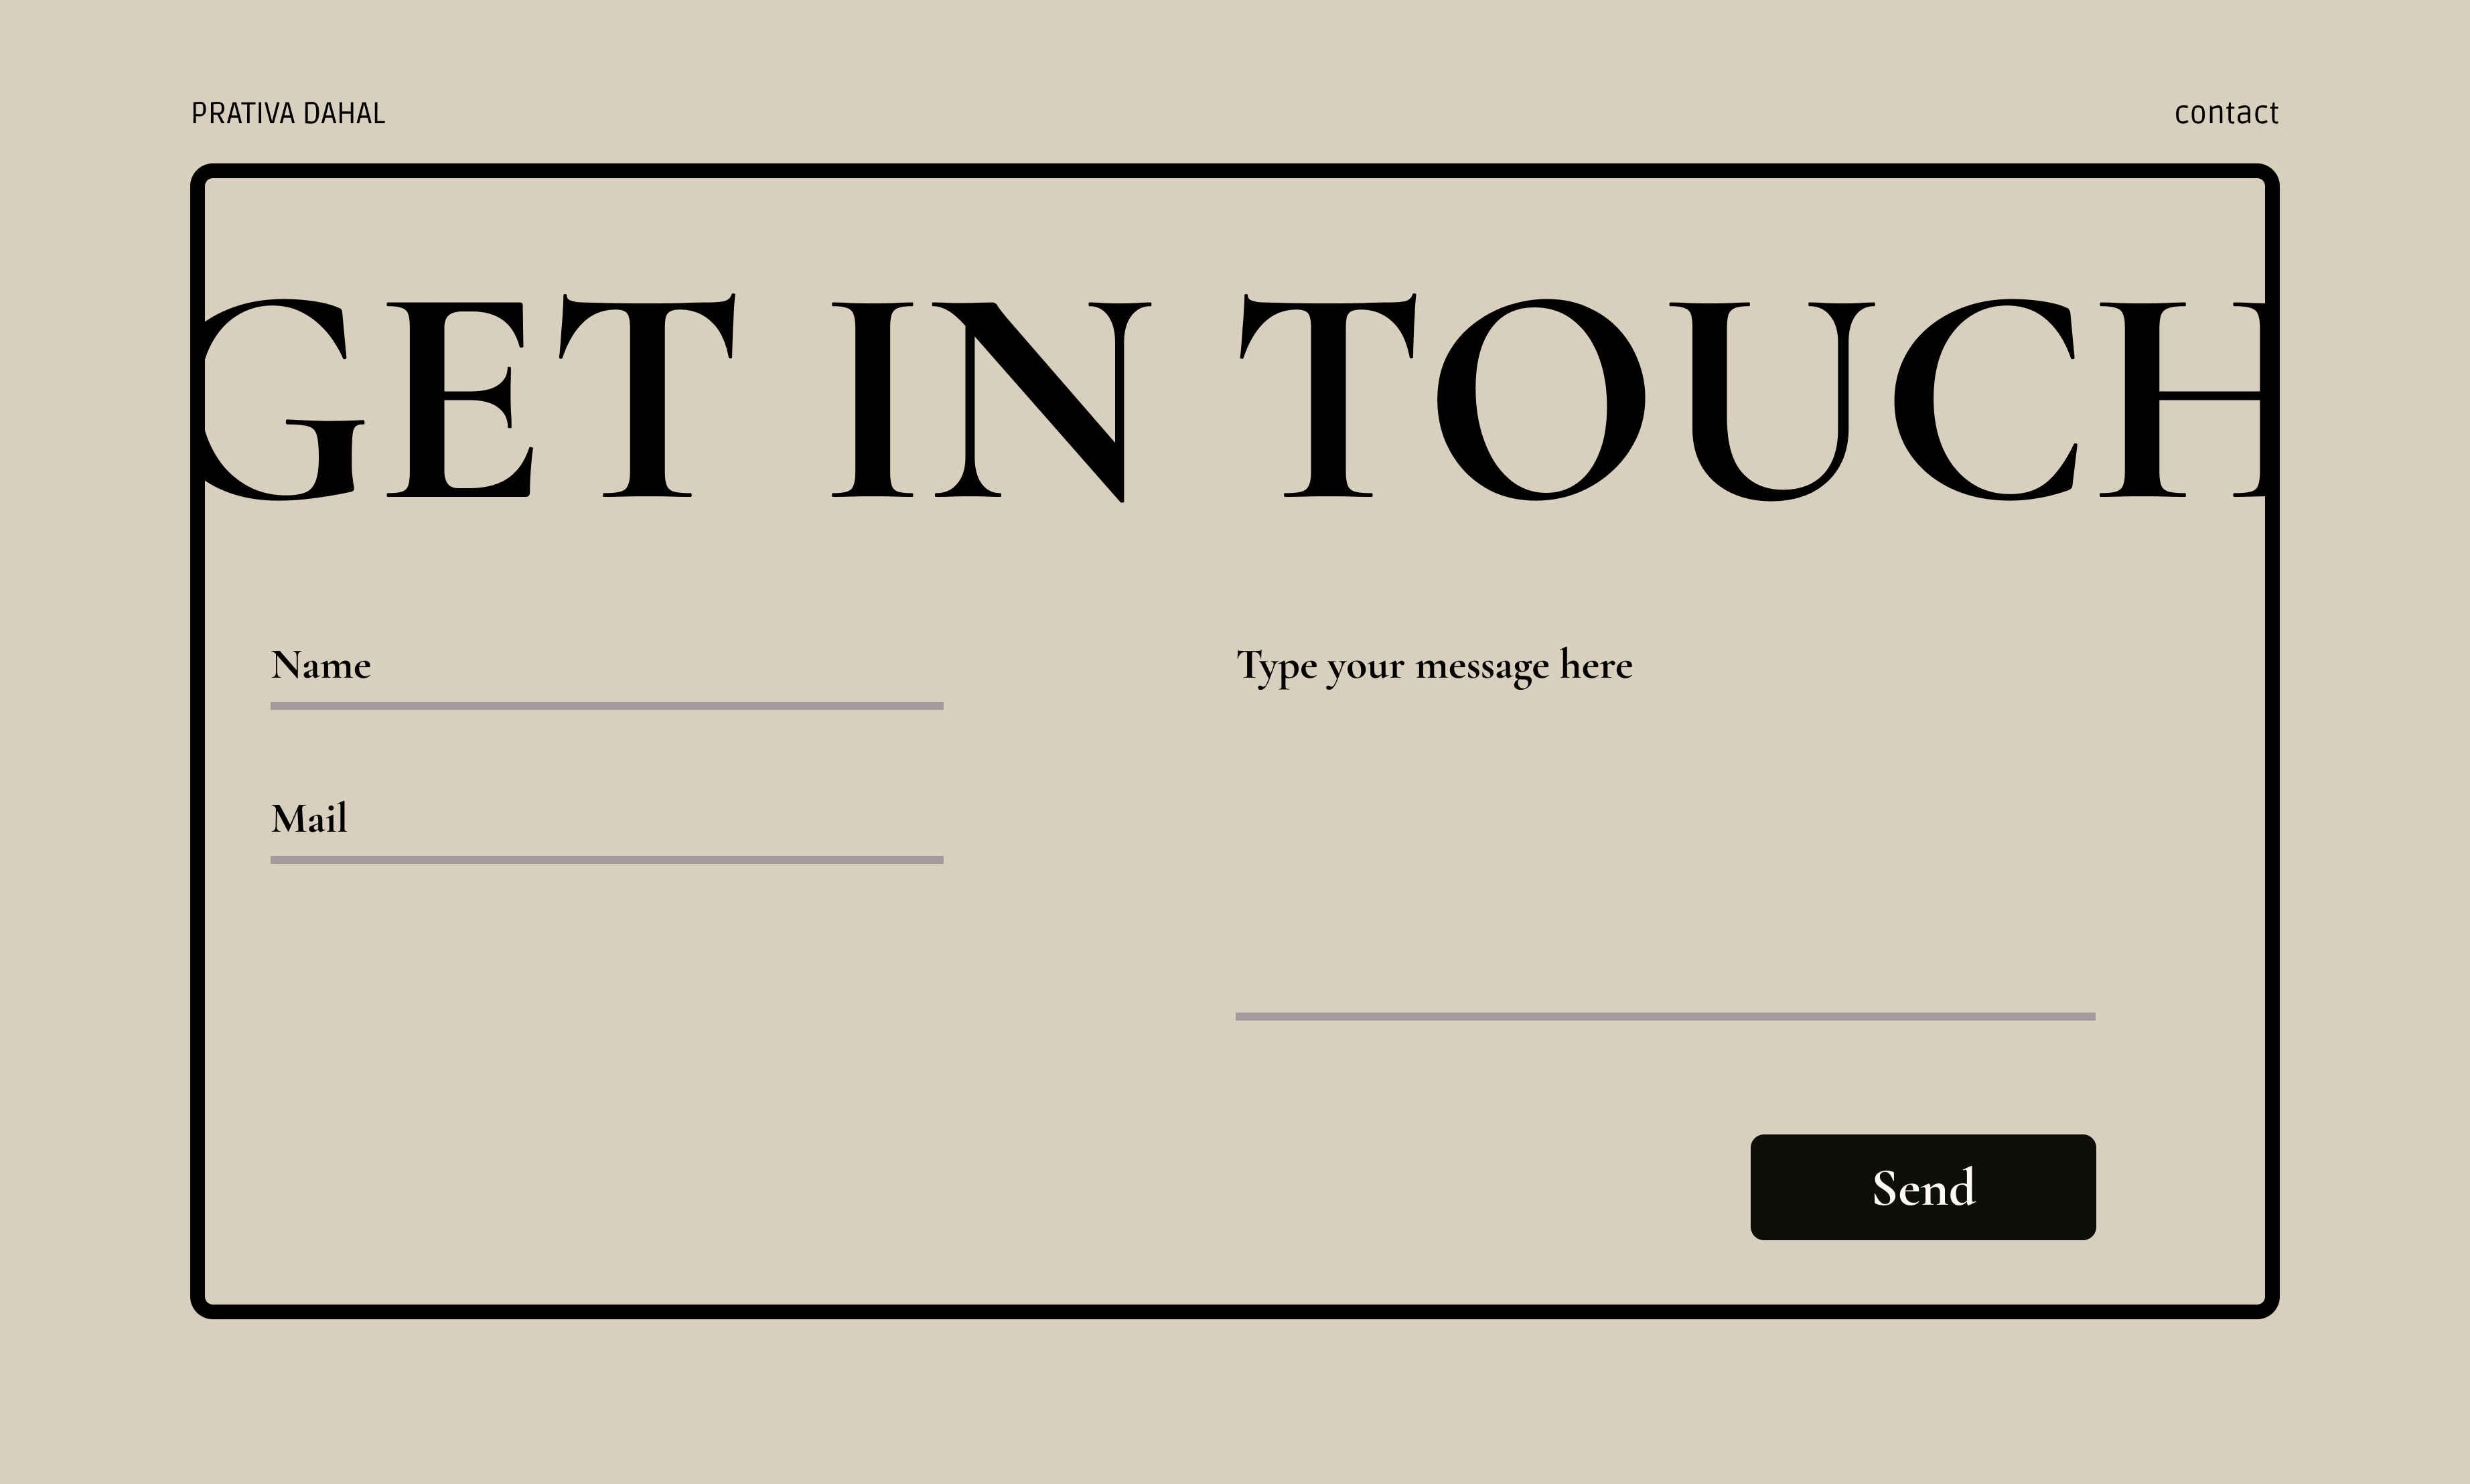 PRATIVA DAHAL
contact
GET IN TOUCH
Name
Type your message here
Mail
Send